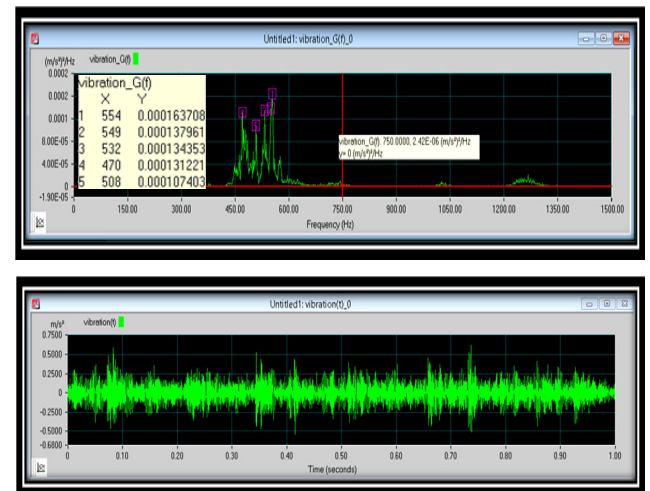 Untitled1: vibration_G(f)_0
(m/s²)²/Hz vibration_G(f)
0.0002
0.0002
0.0001
8.00E-05
4.00E-05
0
-1.90E-05
vibration_G(f)
X Y
1 554 0.000163708
2 549 0.000137961
3 532 0.000134353
4 470 0.000131221
5 508 0.000107403
vibration_G(f): 750.0000, 2.42E-06 (m/s²)²/Hz
y= 0 (m/s²)²/Hz
0 150.00 300.00 450.00 600.00 750.00 900.00 1050.00 1200.00 1350.00 1500.00
Frequency (Hz)
Untitled1: vibration(t)_0
m/s² vibration(t)
0.7500
0.5000
0.2500
0
-0.2500
-0.5000
-0.6800
0 0.10 0.20 0.30 0.40 0.50 0.60 0.70 0.80 0.90 1.00
Time (seconds)